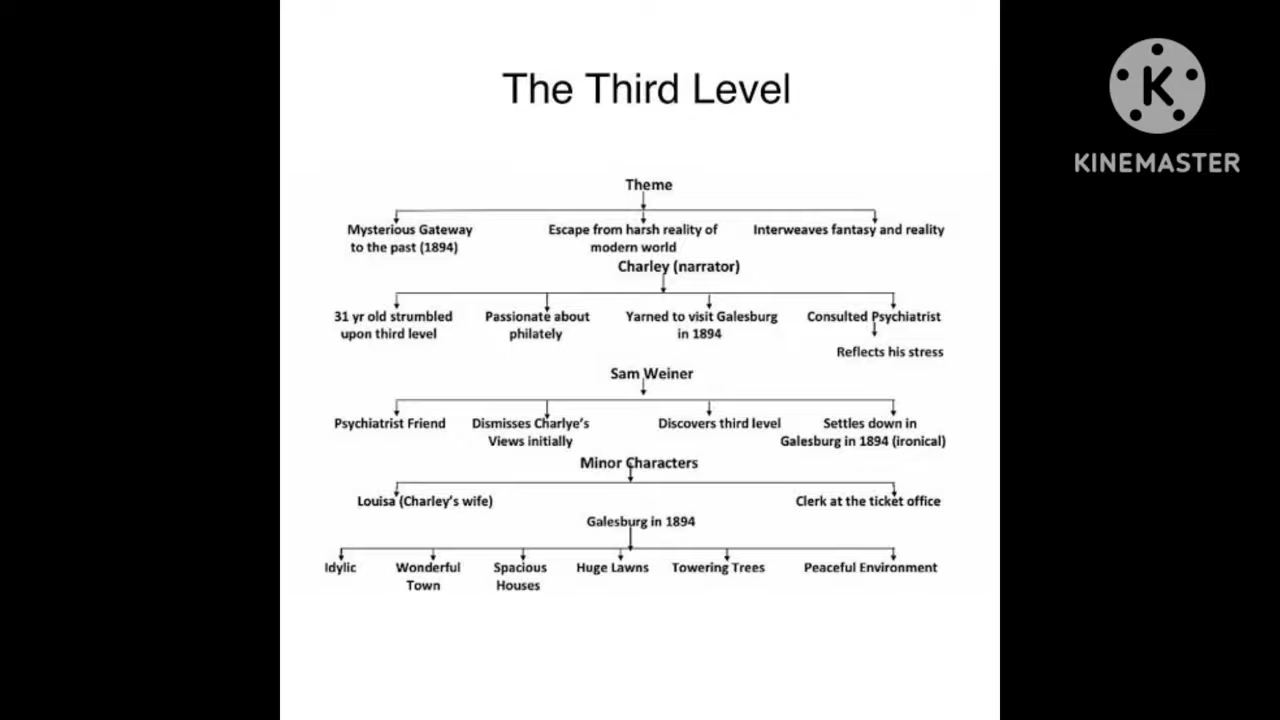 The Third Level
K
KINEMASTER
Theme
Mysterious Gateway
to the past (1894)
Escape from harsh reality of
modern world
Interweaves fantasy and reality
Charley (narrator)
31 yr old strumbled
upon third level
Passionate about
philately
Yarned to visit Galesburg
in 1894
Consulted Psychiatrist
Reflects his stress
Sam Weiner
Psychiatrist Friend
Dismisses Charlye's
Views initially
Discovers third level
Settles down in
Galesburg in 1894 (ironical)
Minor Characters
Louisa (Charley's wife)
Clerk at the ticket office
Galesburg in 1894
Idylic
Wonderful
Town
Spacious
Houses
Huge Lawns
Towering Trees
Peaceful Environment